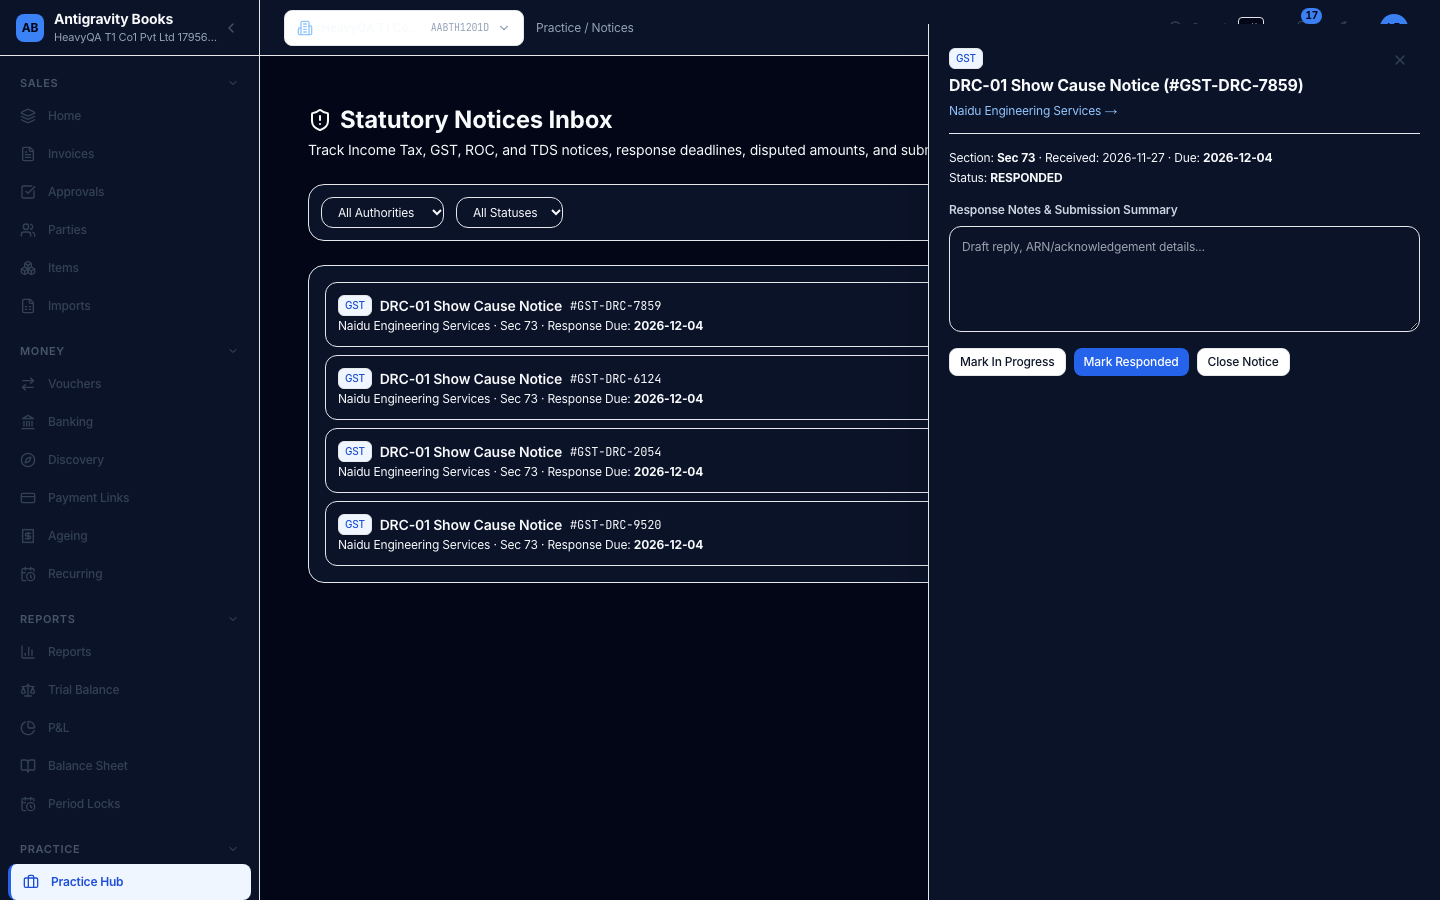 AB
Antigravity Books
HeavyQA T1 Co1 Pvt Ltd 17956...
SALES
Home
Invoices
Approvals
Parties
Items
Imports
MONEY
Vouchers
Banking
Discovery
Payment Links
Ageing
Recurring
REPORTS
Reports
Trial Balance
P&L
Balance Sheet
Period Locks
PRACTICE
Practice Hub
AABTH1201D
Practice / Notices
17
Statutory Notices Inbox
Track Income Tax, GST, ROC, and TDS notices, response deadlines, disputed amounts, and
All Authorities
All Statuses
GST DRC-01 Show Cause Notice #GST-DRC-7859
Naidu Engineering Services · Sec 73 · Response Due: 2026-12-04
GST DRC-01 Show Cause Notice #GST-DRC-6124
Naidu Engineering Services · Sec 73 · Response Due: 2026-12-04
GST DRC-01 Show Cause Notice #GST-DRC-2054
Naidu Engineering Services · Sec 73 · Response Due: 2026-12-04
GST DRC-01 Show Cause Notice #GST-DRC-9520
Naidu Engineering Services · Sec 73 · Response Due: 2026-12-04
GST
DRC-01 Show Cause Notice (#GST-DRC-7859)
Naidu Engineering Services →
Section: Sec 73 · Received: 2026-11-27 · Due: 2026-12-04
Status: RESPONDED
Response Notes & Submission Summary
Draft reply, ARN/acknowledgement details...
Mark In Progress
Mark Responded
Close Notice